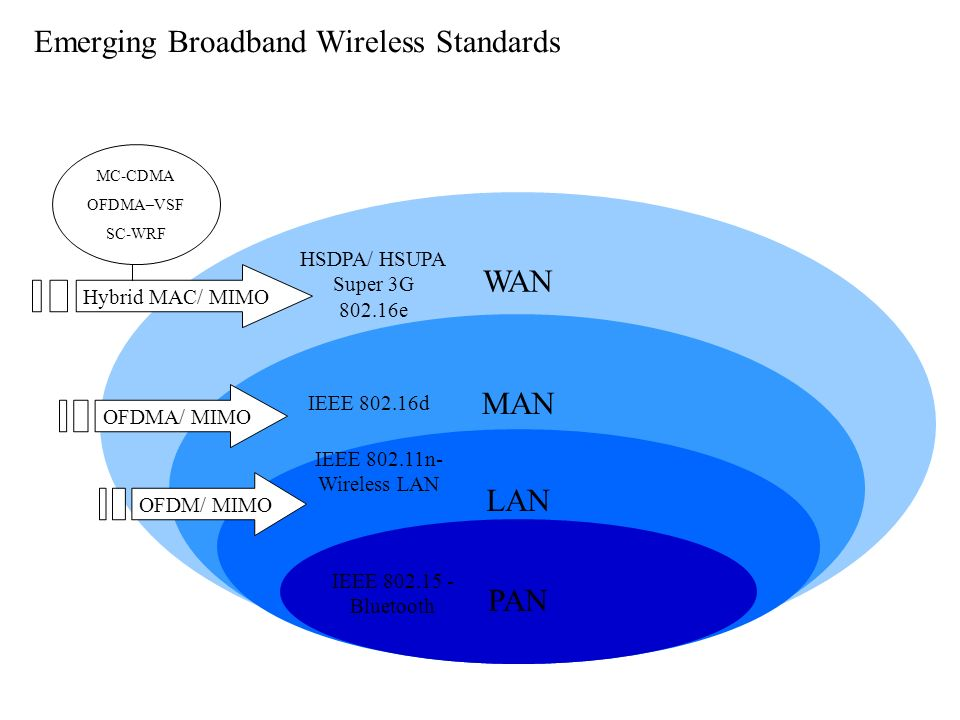 Emerging Broadband Wireless Standards
MC-CDMA
OFDMA–VSF
SC-WRF
HSDPA/ HSUPA
Super 3G
802.16e
WAN
Hybrid MAC/ MIMO
IEEE 802.16d
MAN
OFDMA/ MIMO
IEEE 802.11n-
Wireless LAN
LAN
OFDM/ MIMO
IEEE 802.15 -
Bluetooth
PAN